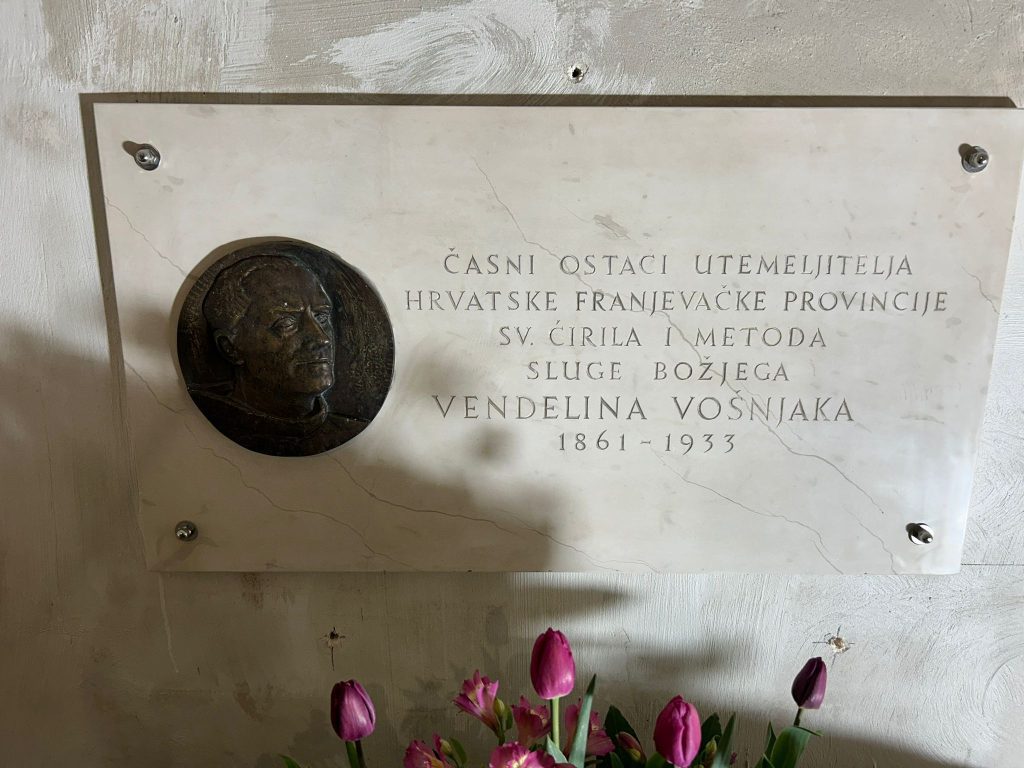 ČASNI OSTACI UTEMELJITELJA
HRVATSKE FRANJEVAČKE PROVINCIJE
SV. ĆIRILA I METODA
SLUGE BOŽJEGA
VENDELINA VOŠNJAKA
1861 - 1933